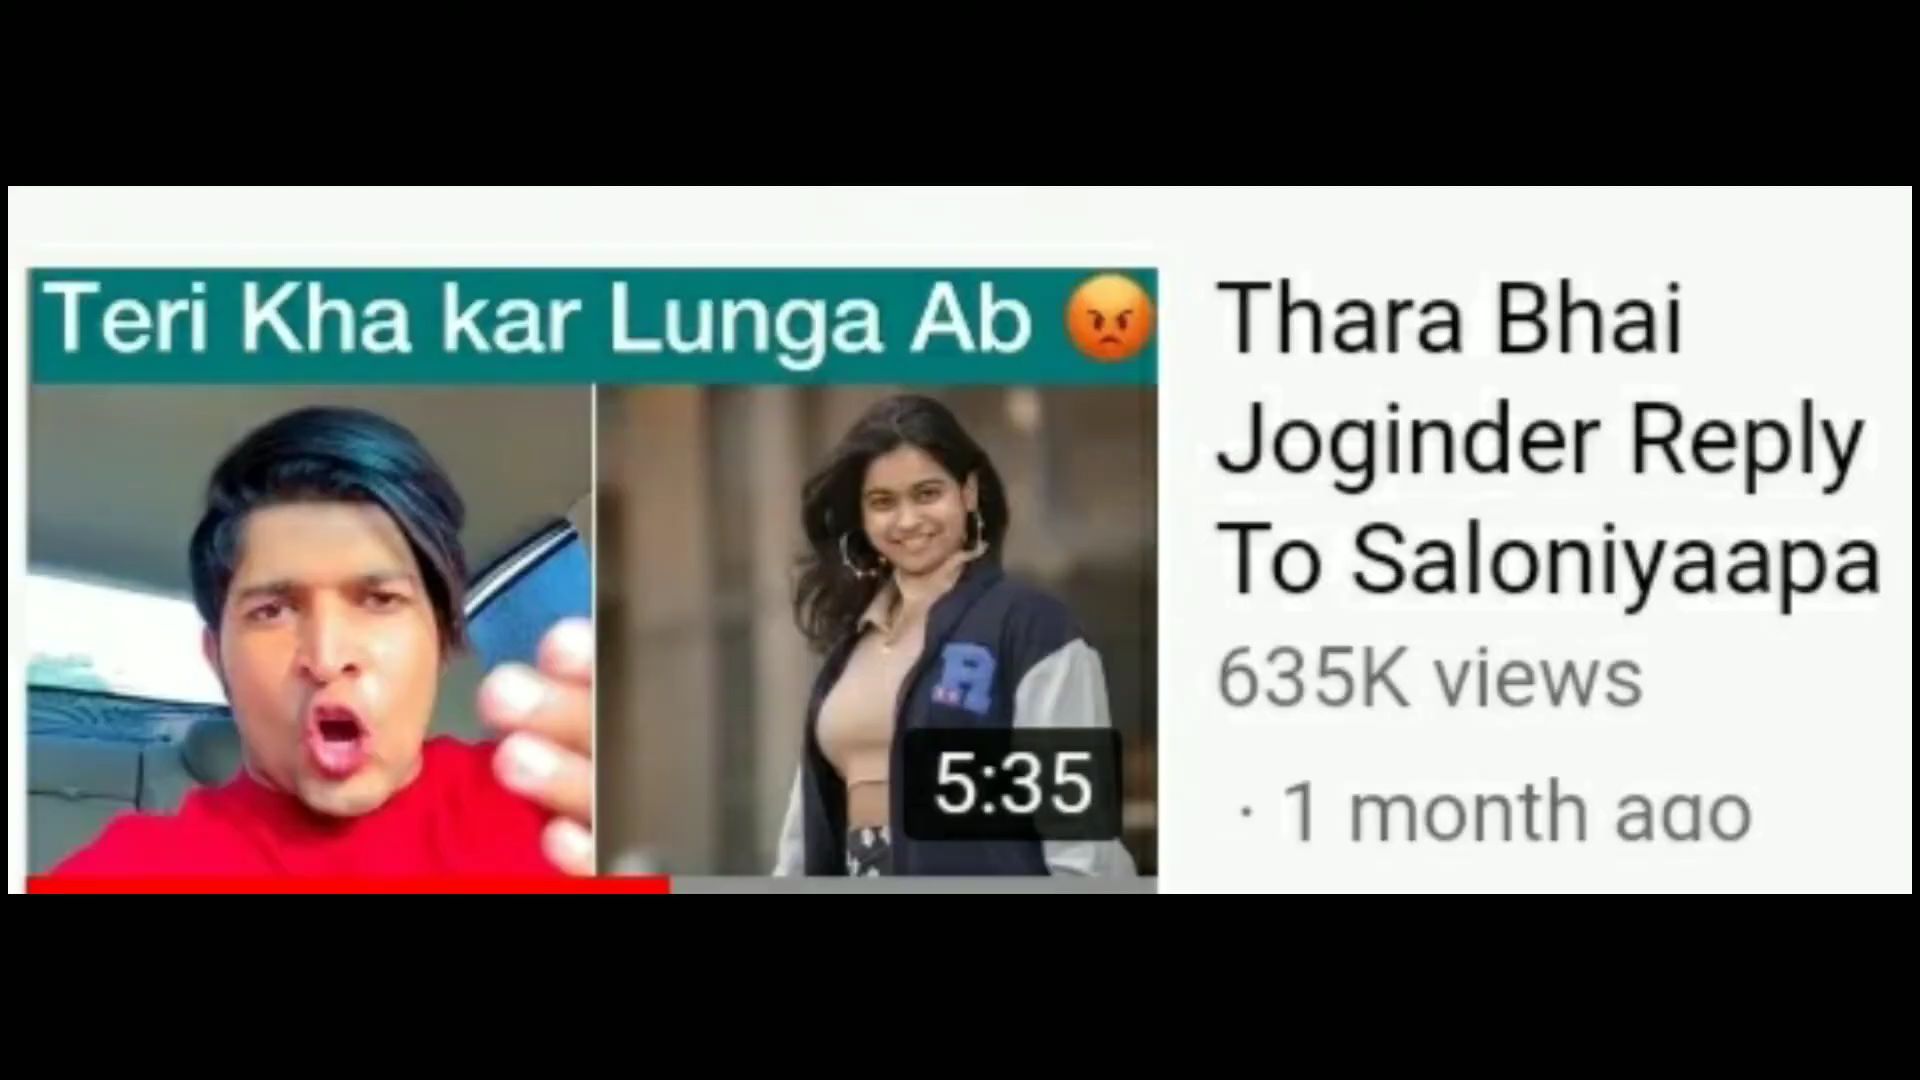 Teri Kha kar Lunga Ab 😡
Thara Bhai
Joginder Reply
To Saloniyaapa
635K views
· 1 month ago
R
5:35